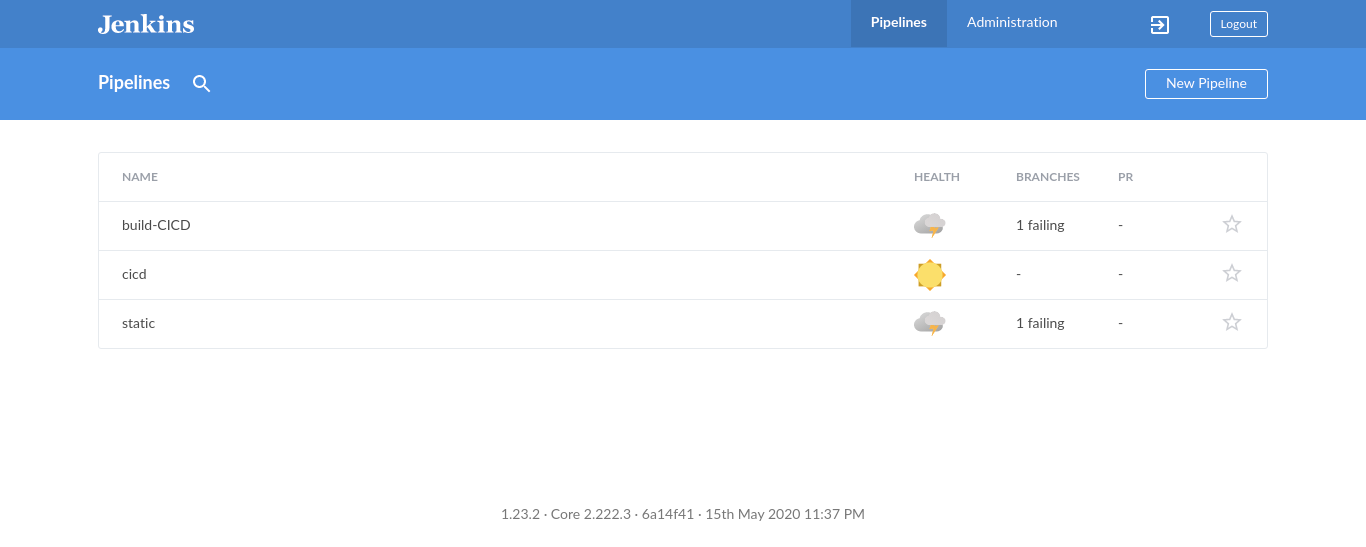 Jenkins Pipelines Administration Logout
Pipelines New Pipeline
NAME HEALTH BRANCHES PR
build-CICD 1 failing -
cicd - -
static 1 failing -
1.23.2 · Core 2.222.3 · 6a14f41 · 15th May 2020 11:37 PM